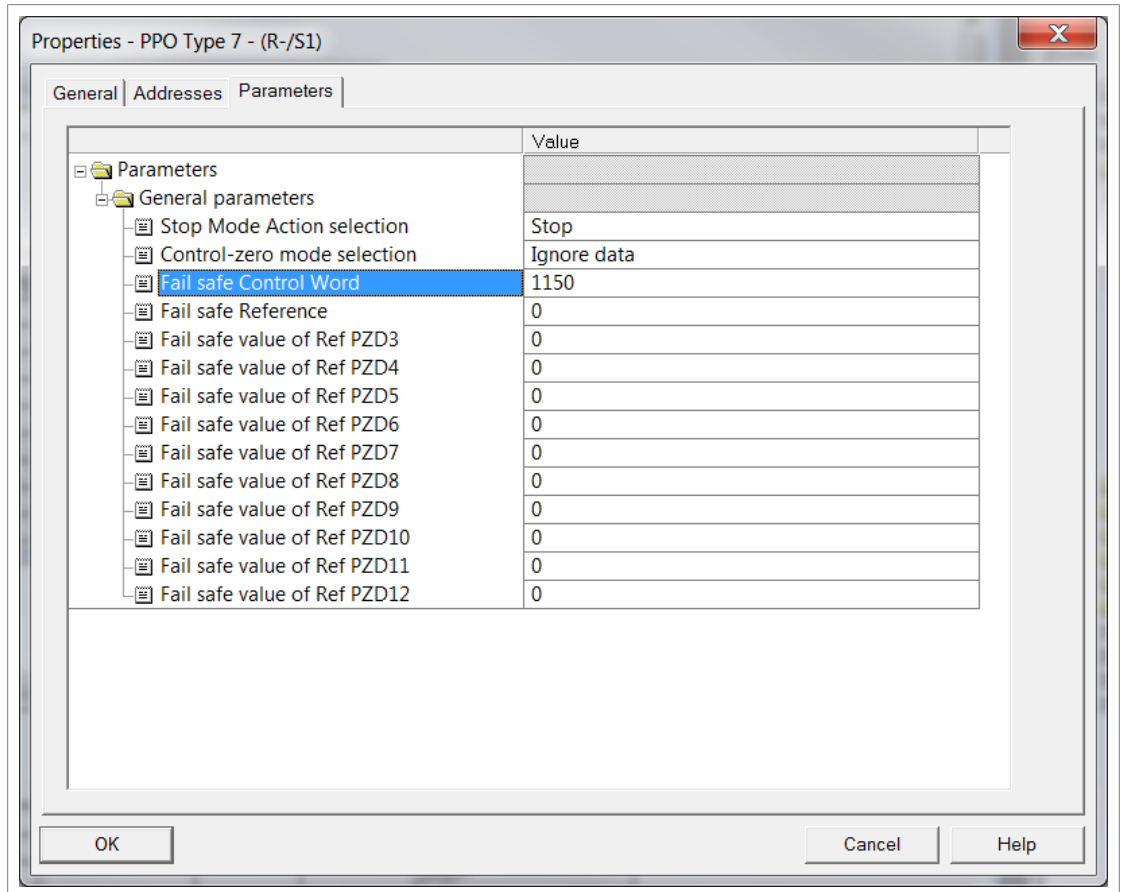 Properties - PPO Type 7 - (R-/S1)
General Addresses Parameters
Value
Parameters
General parameters
Stop Mode Action selection Stop
Control-zero mode selection Ignore data
Fail safe Control Word 1150
Fail safe Reference 0
Fail safe value of Ref PZD3 0
Fail safe value of Ref PZD4 0
Fail safe value of Ref PZD5 0
Fail safe value of Ref PZD6 0
Fail safe value of Ref PZD7 0
Fail safe value of Ref PZD8 0
Fail safe value of Ref PZD9 0
Fail safe value of Ref PZD10 0
Fail safe value of Ref PZD11 0
Fail safe value of Ref PZD12 0
OK Cancel Help